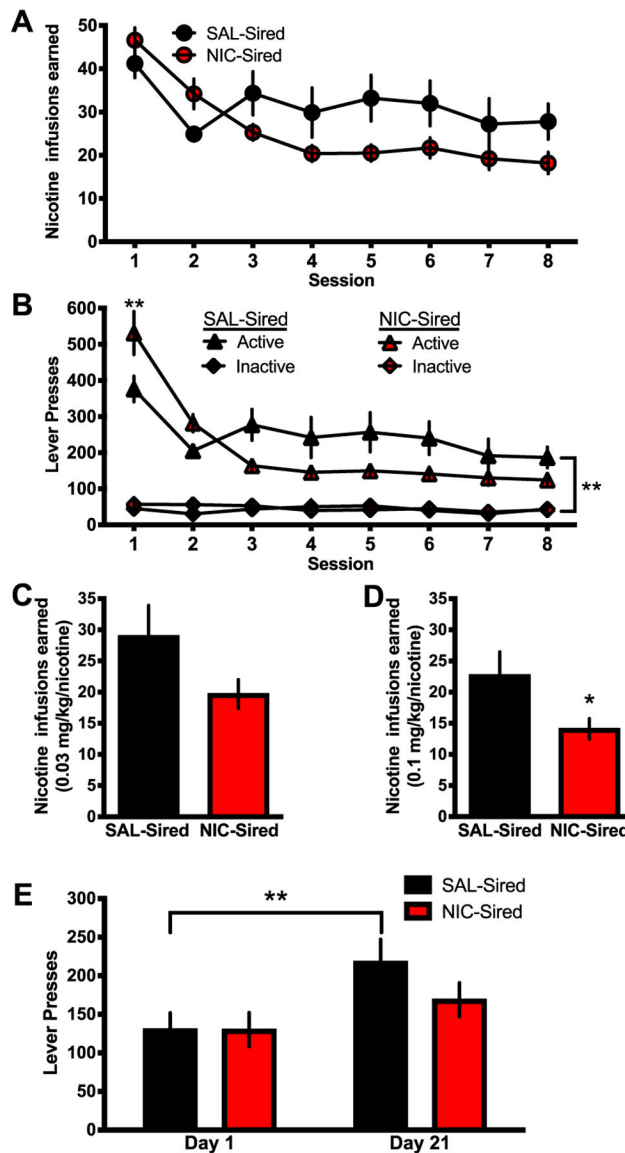 A
Nicotine infusions earned
50
40
30
20
10
0
SAL-Sired
NIC-Sired
1 2 3 4 5 6 7 8
Session
B
Lever Presses
600
500
400
300
200
100
0
**
SAL-Sired NIC-Sired
Active Active
Inactive Inactive
**
1 2 3 4 5 6 7 8
Session
C
Nicotine infusions earned
(0.03 mg/kg/nicotine)
35
30
25
20
15
10
5
0
SAL-Sired NIC-Sired
D
Nicotine infusions earned
(0.1 mg/kg/nicotine)
35
30
25
20
15
10
5
0
*
SAL-Sired NIC-Sired
E
Lever Presses
300
250
200
150
100
50
0
**
SAL-Sired
NIC-Sired
Day 1 Day 21